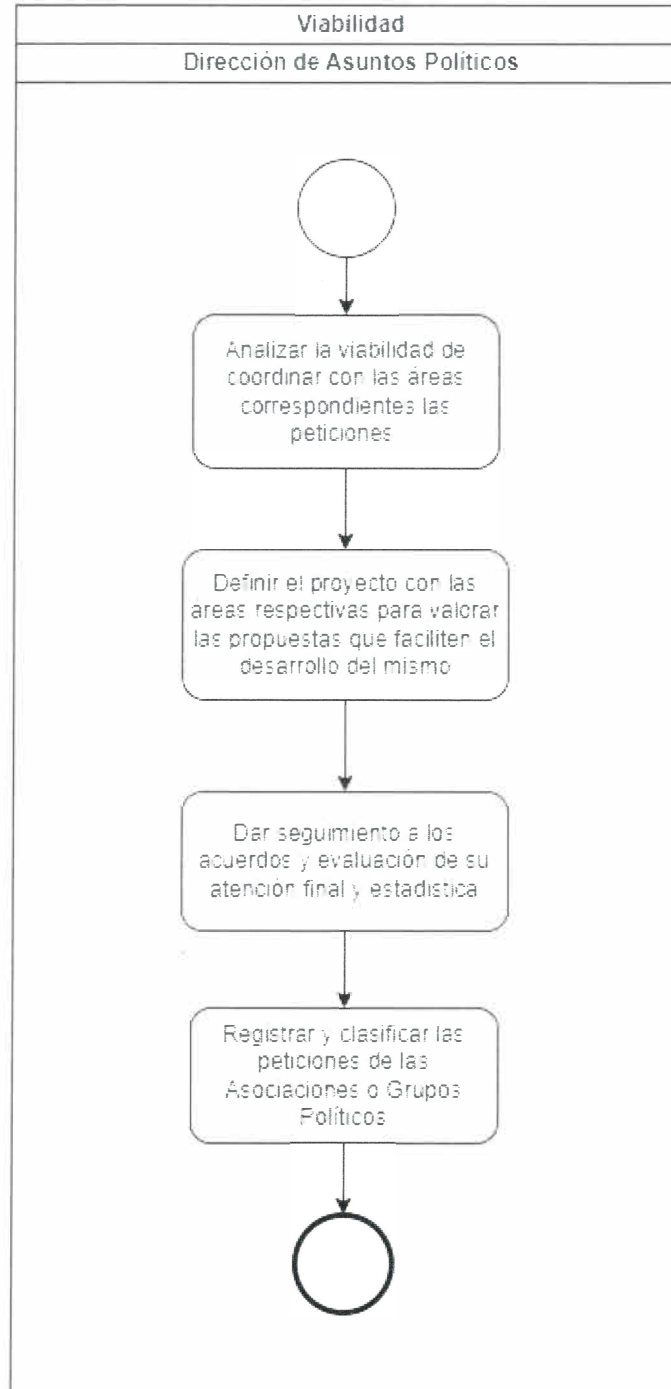 Viabilidad
Dirección de Asuntos Políticos
Analizar la viabilidad de
coordinar con las áreas
correspondientes las
peticiones
Definir el proyecto con las
áreas respectivas para valorar
las propuestas que faciliten el
desarrollo del mismo
Dar seguimiento a los
acuerdos y evaluación de su
atención final y estadística
Registrar y clasificar las
peticiones de las
Asociaciones o Grupos
Políticos